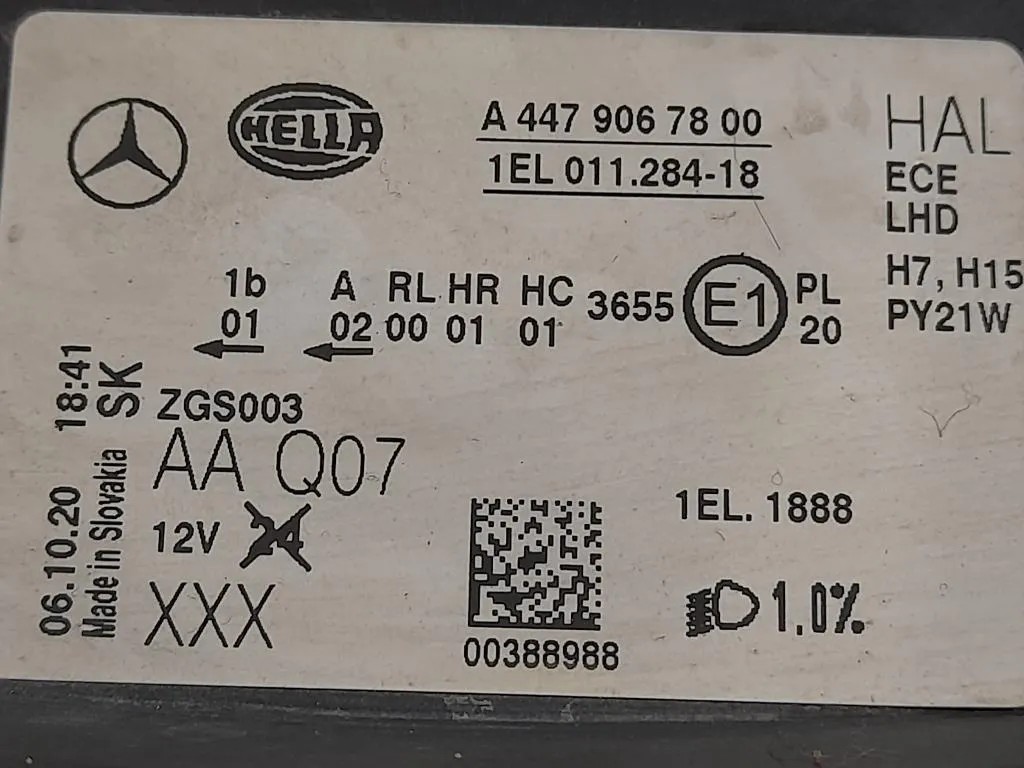 HELLA
A 447 906 78 00
1EL 011.284-18
HAL
ECE
LHD
H7, H15
PY21W
1b A RL HR HC 3655 E1 PL
01 02 00 01 01 20
06.10.20 18:41
Made in Slovakia SK
ZGS003
AA Q07
12V 24
XXX
00388988
1EL. 1888
1.0%